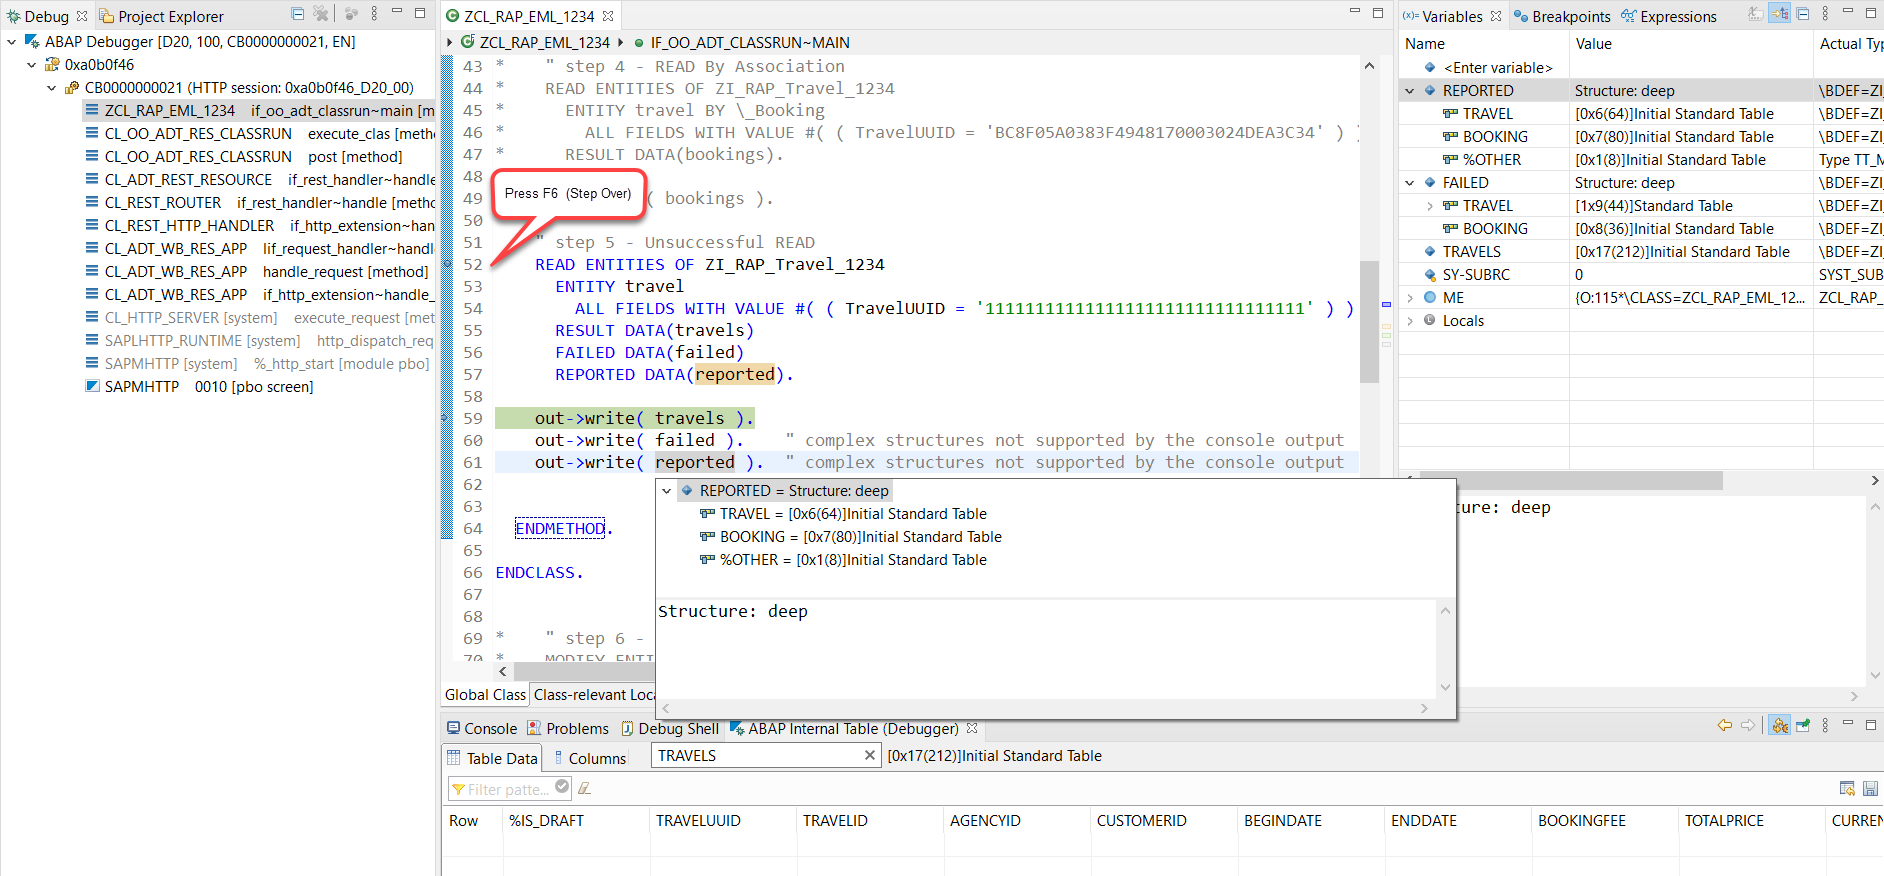 Debug
Project Explorer
ABAP Debugger [D20, 100, CB0000000021, EN]
0xa0b0f46
CB0000000021 (HTTP session: 0xa0b0f46_D20_00)
ZCL_RAP_EML_1234 if_oo_adt_classrun~main [m
CL_OO_ADT_RES_CLASSRUN execute_clas [metho
CL_OO_ADT_RES_CLASSRUN post [method]
CL_ADT_REST_RESOURCE if_rest_handler~handle
CL_REST_ROUTER if_rest_handler~handle [metho
CL_REST_HTTP_HANDLER if_http_extension~hand
CL_ADT_WB_RES_APP lif_request_handler~handl
CL_ADT_WB_RES_APP handle_request [method]
CL_ADT_WB_RES_APP if_http_extension~handle_
CL_HTTP_SERVER [system] execute_request [met
SAPLHTTP_RUNTIME [system] http_dispatch_req
SAPMHTTP [system] %_http_start [module pbo]
SAPMHTTP 0010 [pbo screen]
ZCL_RAP_EML_1234
ZCL_RAP_EML_1234 IF_OO_ADT_CLASSRUN~MAIN
43 * " step 4 - READ By Association
44 * READ ENTITIES OF ZI_RAP_Travel_1234
45 * ENTITY travel BY \_Booking
46 * ALL FIELDS WITH VALUE #( ( TravelUUID = 'BC8F05A0383F4948170003024DEA3C34' ) )
47 * RESULT DATA(bookings).
48
49 ( bookings ).
50
51 " step 5 - Unsuccessful READ
52 READ ENTITIES OF ZI_RAP_Travel_1234
53 ENTITY travel
54 ALL FIELDS WITH VALUE #( ( TravelUUID = '11111111111111111111111111111111' ) )
55 RESULT DATA(travels)
56 FAILED DATA(failed)
57 REPORTED DATA(reported).
58
59 out->write( travels ).
60 out->write( failed ). " complex structures not supported by the console output
61 out->write( reported ). " complex structures not supported by the console output
62
63
64 ENDMETHOD.
65
66 ENDCLASS.
67
68
69 * " step 6 -
70 * MODIFY ENTI
Press F6 (Step Over)
REPORTED = Structure: deep
TRAVEL = [0x6(64)]Initial Standard Table
BOOKING = [0x7(80)]Initial Standard Table
%OTHER = [0x1(8)]Initial Standard Table
Structure: deep
Global Class
Class-relevant Loca
Variables
Breakpoints
Expressions
Name Value Actual Typ
<Enter variable>
REPORTED Structure: deep \BDEF=ZI_
TRAVEL [0x6(64)]Initial Standard Table \BDEF=ZI_
BOOKING [0x7(80)]Initial Standard Table \BDEF=ZI_
%OTHER [0x1(8)]Initial Standard Table Type TT_M
FAILED Structure: deep \BDEF=ZI_
TRAVEL [1x9(44)]Standard Table \BDEF=ZI_
BOOKING [0x8(36)]Initial Standard Table \BDEF=ZI_
TRAVELS [0x17(212)]Initial Standard Table \BDEF=ZI_
SY-SUBRC 0 SYST_SUB
ME {O:115*\CLASS=ZCL_RAP_EML_12... ZCL_RAP_
Locals
ture: deep
Console
Problems
Debug Shell
ABAP Internal Table (Debugger)
Table Data
Columns
TRAVELS
[0x17(212)]Initial Standard Table
Filter patte...
Row %IS_DRAFT TRAVELUUID TRAVELID AGENCYID CUSTOMERID BEGINDATE ENDDATE BOOKINGFEE TOTALPRICE CURREN